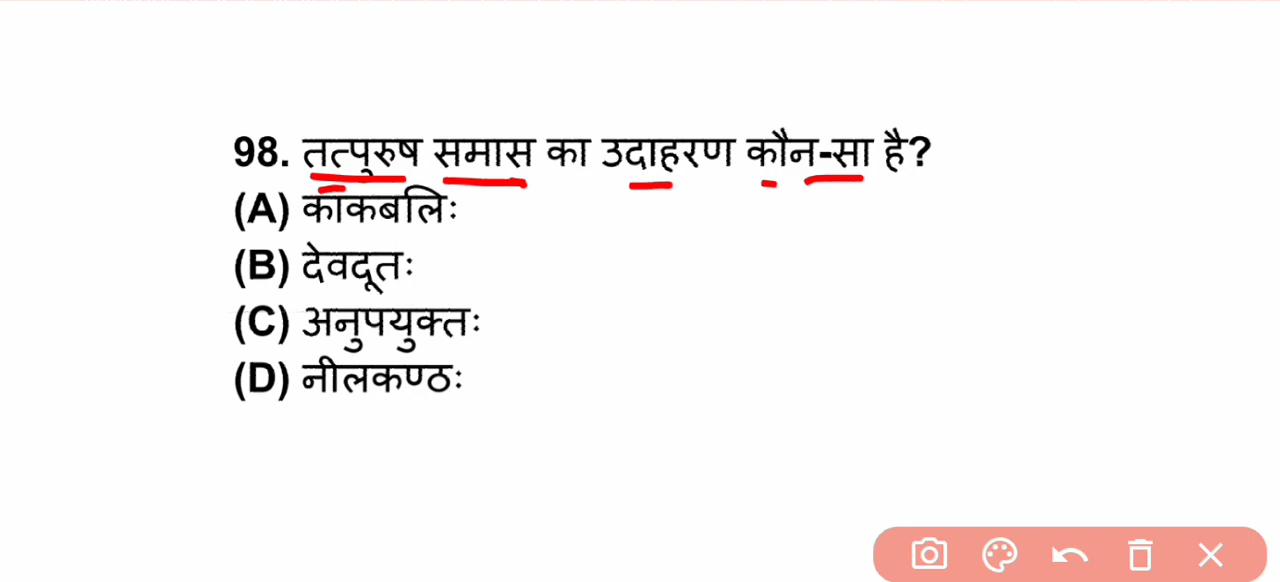 98. तत्पुरुष समास का उदाहरण कौन-सा है?
(A) काकबलिः
(B) देवदूतः
(C) अनुपयुक्तः
(D) नीलकण्ठः